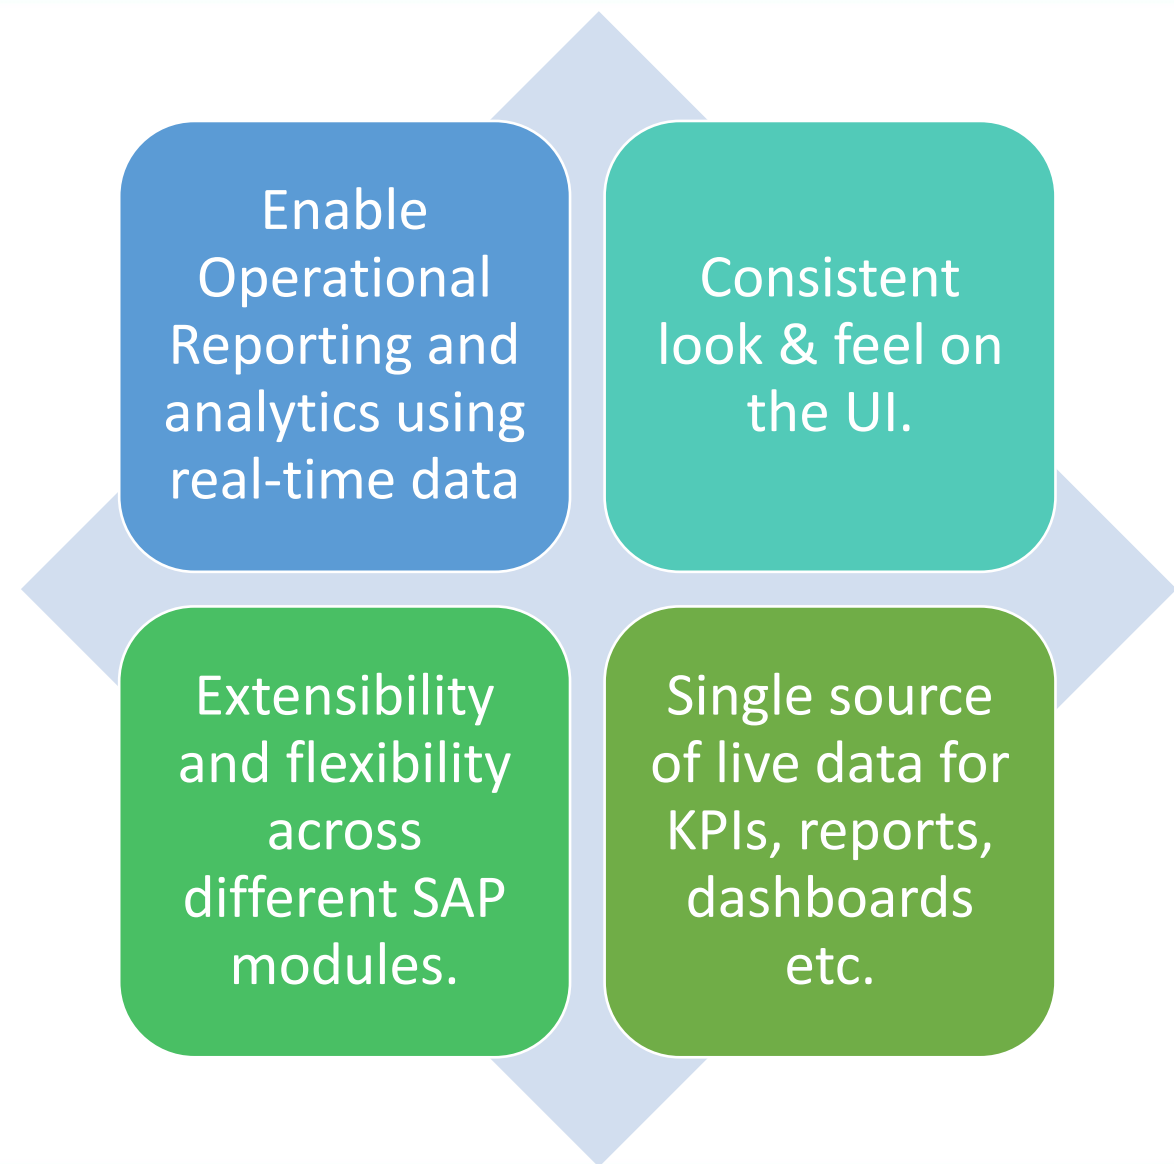 Enable
Operational
Reporting and
analytics using
real-time data
Consistent
look & feel on
the UI.
Extensibility
and flexibility
across
different SAP
modules.
Single source
of live data for
KPIs, reports,
dashboards
etc.